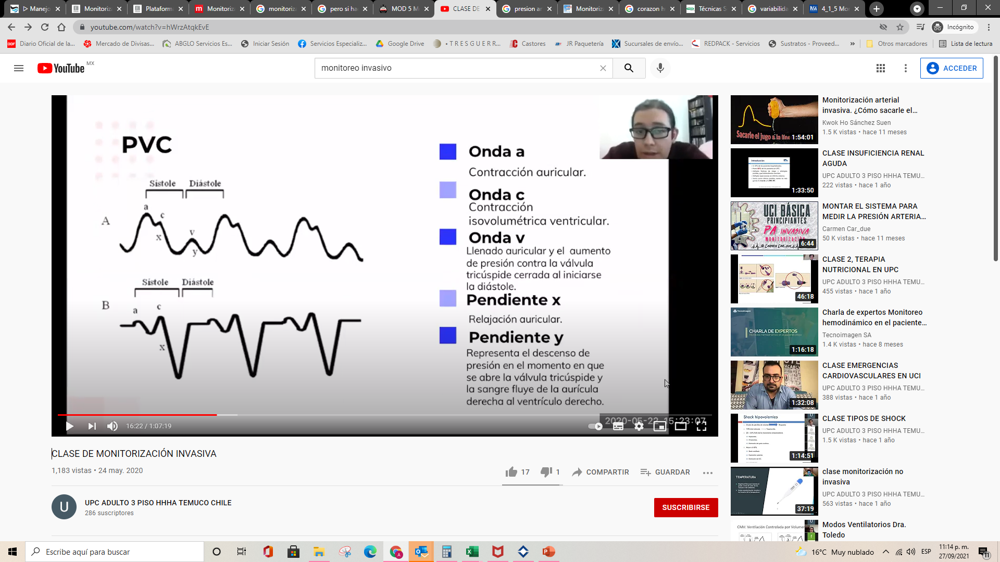 ▷ Manejo
Monitoriz
Plataforma
Monitoriz
monitoriz
pero si ha
MOD 5 M
CLASE DE
presion ar
Monitoriz
corazon h
Técnicas S
variabilida
4_1_5 Mor
youtube.com/watch?v=hWrzAtqkEvE
Incógnito
Diario Oficial de la...
Mercado de Divisas...
ABGLO Servicios Es...
Iniciar Sesión
Servicios Especializ...
Google Drive
• T R E S G U E R R...
Castores
JR Paquetería
Sucursales de envío...
REDPACK - Servicios
Sustratos - Proveed...
»
Otros marcadores
Lista de lectura
YouTube MX
monitoreo invasivo
ACCEDER
PVC
Sístole Diástole
a
c
A
x
v
y
Sístole Diástole
B
a
c
x
Onda a
Contracción auricular.
Onda c
Contracción
isovolumétrica ventricular.
Onda v
Llenado auricular y el aumento
de presión contra la válvula
tricúspide cerrada al iniciarse
la diástole.
Pendiente x
Relajación auricular.
Pendiente y
Representa el descenso de
presión en el momento en que
se abre la válvula tricúspide y
la sangre fluye de la aurícula
derecha al ventrículo derecho.
2020-05-22 15:23:07
16:22 / 1:07:19
CLASE DE MONITORIZACIÓN INVASIVA
1,183 vistas • 24 may. 2020
17
1
COMPARTIR
GUARDAR
U
UPC ADULTO 3 PISO HHHA TEMUCO CHILE
286 suscriptores
SUSCRIBIRSE
Sacarle el jugo a la líne
1:54:01
Monitorización arterial
invasiva. ¿Cómo sacarle el...
Kwok Ho Sánchez Suen
1.5 K vistas • hace 11 meses
Introducción
1:33:50
CLASE INSUFICIENCIA RENAL
AGUDA
UPC ADULTO 3 PISO HHHA TEMU...
222 vistas • hace 1 año
UCI BÁSICA
PRINCIPIANTES
PA INVASIVA
MONITORIZACIÓN
@ CARMEN CAR_DUE
6:44
MONTAR EL SISTEMA PARA
MEDIR LA PRESIÓN ARTERIA...
Carmen Car_due
50 K vistas • hace 11 meses
46:18
CLASE 2, TERAPIA
NUTRICIONAL EN UPC
UPC ADULTO 3 PISO HHHA TEMU...
455 vistas • hace 1 año
Tecnoimagen
CHARLA DE EXPERTOS
1:16:18
Charla de expertos Monitoreo
hemodinámico en el paciente...
Tecnoimagen SA
1.4 K vistas • hace 8 meses
1:32:08
CLASE EMERGENCIAS
CARDIOVASCULARES EN UCI
UPC ADULTO 3 PISO HHHA TEMU...
388 vistas • hace 1 año
Shock hipovolemico
1:14:51
CLASE TIPOS DE SHOCK
UPC ADULTO 3 PISO HHHA TEMU...
1.5 K vistas • hace 1 año
TEMPERATURA
37:19
clase monitorización no
invasiva
UPC ADULTO 3 PISO HHHA TEMU...
563 vistas • hace 1 año
CMV: Ventilación Controlada por Volumen
Modos Ventilatorios Dra.
Toledo
Escribe aquí para buscar
16°C Muy nublado
ESP
11:14 p. m.
27/09/2021
11